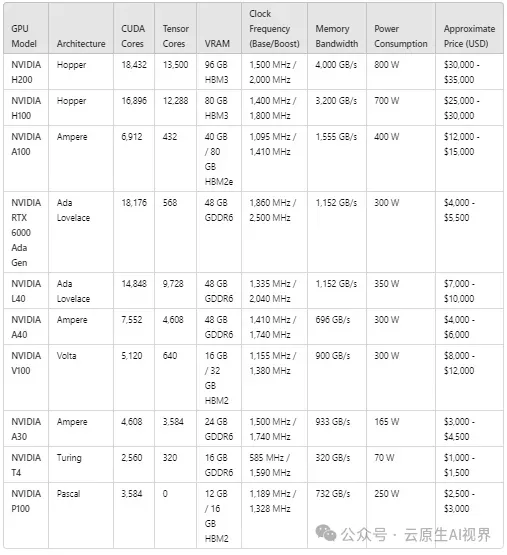 GPU Model | Architecture | CUDA Cores | Tensor Cores | VRAM | Clock Frequency (Base/Boost) | Memory Bandwidth | Power Consumption | Approximate Price (USD)
NVIDIA H200 | Hopper | 18,432 | 13,500 | 96 GB HBM3 | 1,500 MHz / 2,000 MHz | 4,000 GB/s | 800 W | $30,000 - $35,000
NVIDIA H100 | Hopper | 16,896 | 12,288 | 80 GB HBM3 | 1,400 MHz / 1,800 MHz | 3,200 GB/s | 700 W | $25,000 - $30,000
NVIDIA A100 | Ampere | 6,912 | 432 | 40 GB / 80 GB HBM2e | 1,095 MHz / 1,410 MHz | 1,555 GB/s | 400 W | $12,000 - $15,000
NVIDIA RTX 6000 Ada Gen | Ada Lovelace | 18,176 | 568 | 48 GB GDDR6 | 1,860 MHz / 2,500 MHz | 1,152 GB/s | 300 W | $4,000 - $5,500
NVIDIA L40 | Ada Lovelace | 14,848 | 9,728 | 48 GB GDDR6 | 1,335 MHz / 2,040 MHz | 1,152 GB/s | 350 W | $7,000 - $10,000
NVIDIA A40 | Ampere | 7,552 | 4,608 | 48 GB GDDR6 | 1,410 MHz / 1,740 MHz | 696 GB/s | 300 W | $4,000 - $6,000
NVIDIA V100 | Volta | 5,120 | 640 | 16 GB / 32 GB HBM2 | 1,155 MHz / 1,380 MHz | 900 GB/s | 300 W | $8,000 - $12,000
NVIDIA A30 | Ampere | 4,608 | 3,584 | 24 GB GDDR6 | 1,500 MHz / 1,740 MHz | 933 GB/s | 165 W | $3,000 - $4,500
NVIDIA T4 | Turing | 2,560 | 320 | 16 GB GDDR6 | 585 MHz / 1,590 MHz | 320 GB/s | 70 W | $1,000 - $1,500
NVIDIA P100 | Pascal | 3,584 | 0 | 12 GB / 16 GB HBM2 | 1,189 MHz / 1,328 MHz | 732 GB/s | 250 W | $2,500 - $3,000
公众号 · 云原生AI视界